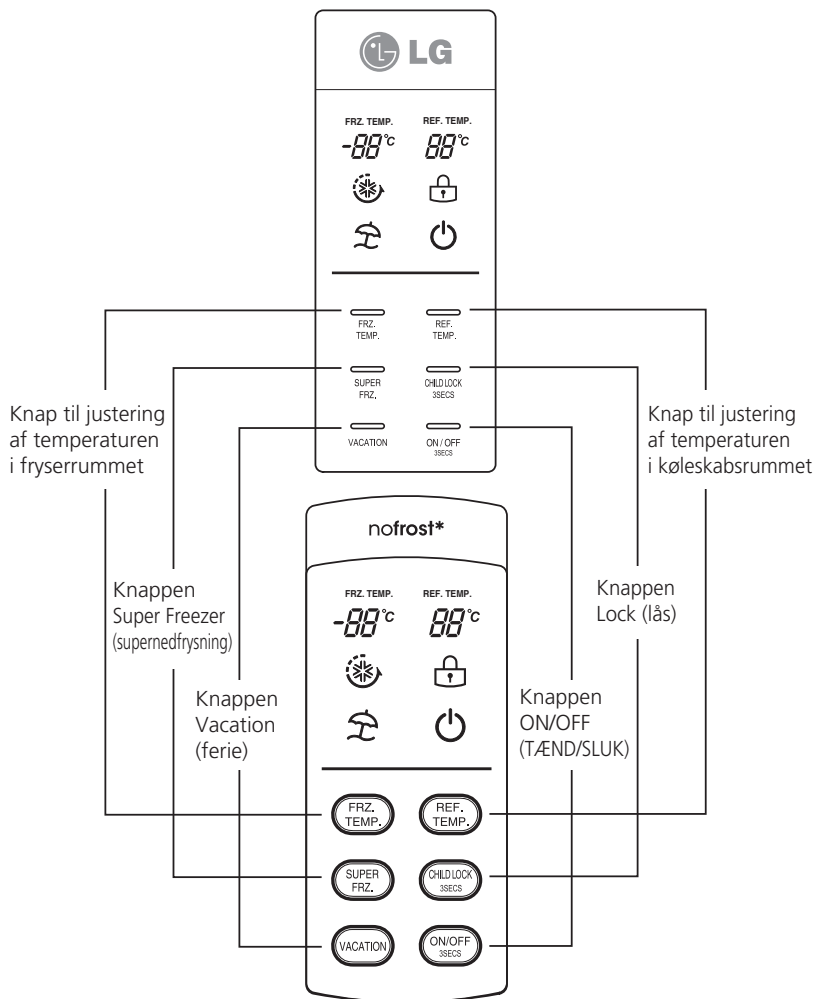 LG
FRZ. TEMP. REF. TEMP.
-88°C 88°C
FRZ. TEMP. REF. TEMP.
SUPER FRZ. CHILD LOCK 3SECS
VACATION ON / OFF 3SECS
Knap til justering
af temperaturen
i fryserrummet
Knap til justering
af temperaturen
i køleskabsrummet
nofrost*
Knappen
Super Freezer
(supernedfrysning)
Knappen
Lock (lås)
FRZ. TEMP. REF. TEMP.
-88°C 88°C
Knappen
Vacation
(ferie)
Knappen
ON/OFF
(TÆND/SLUK)
FRZ.
TEMP.
REF.
TEMP.
SUPER
FRZ.
CHILD LOCK
3SECS
VACATION
ON/OFF
3SECS